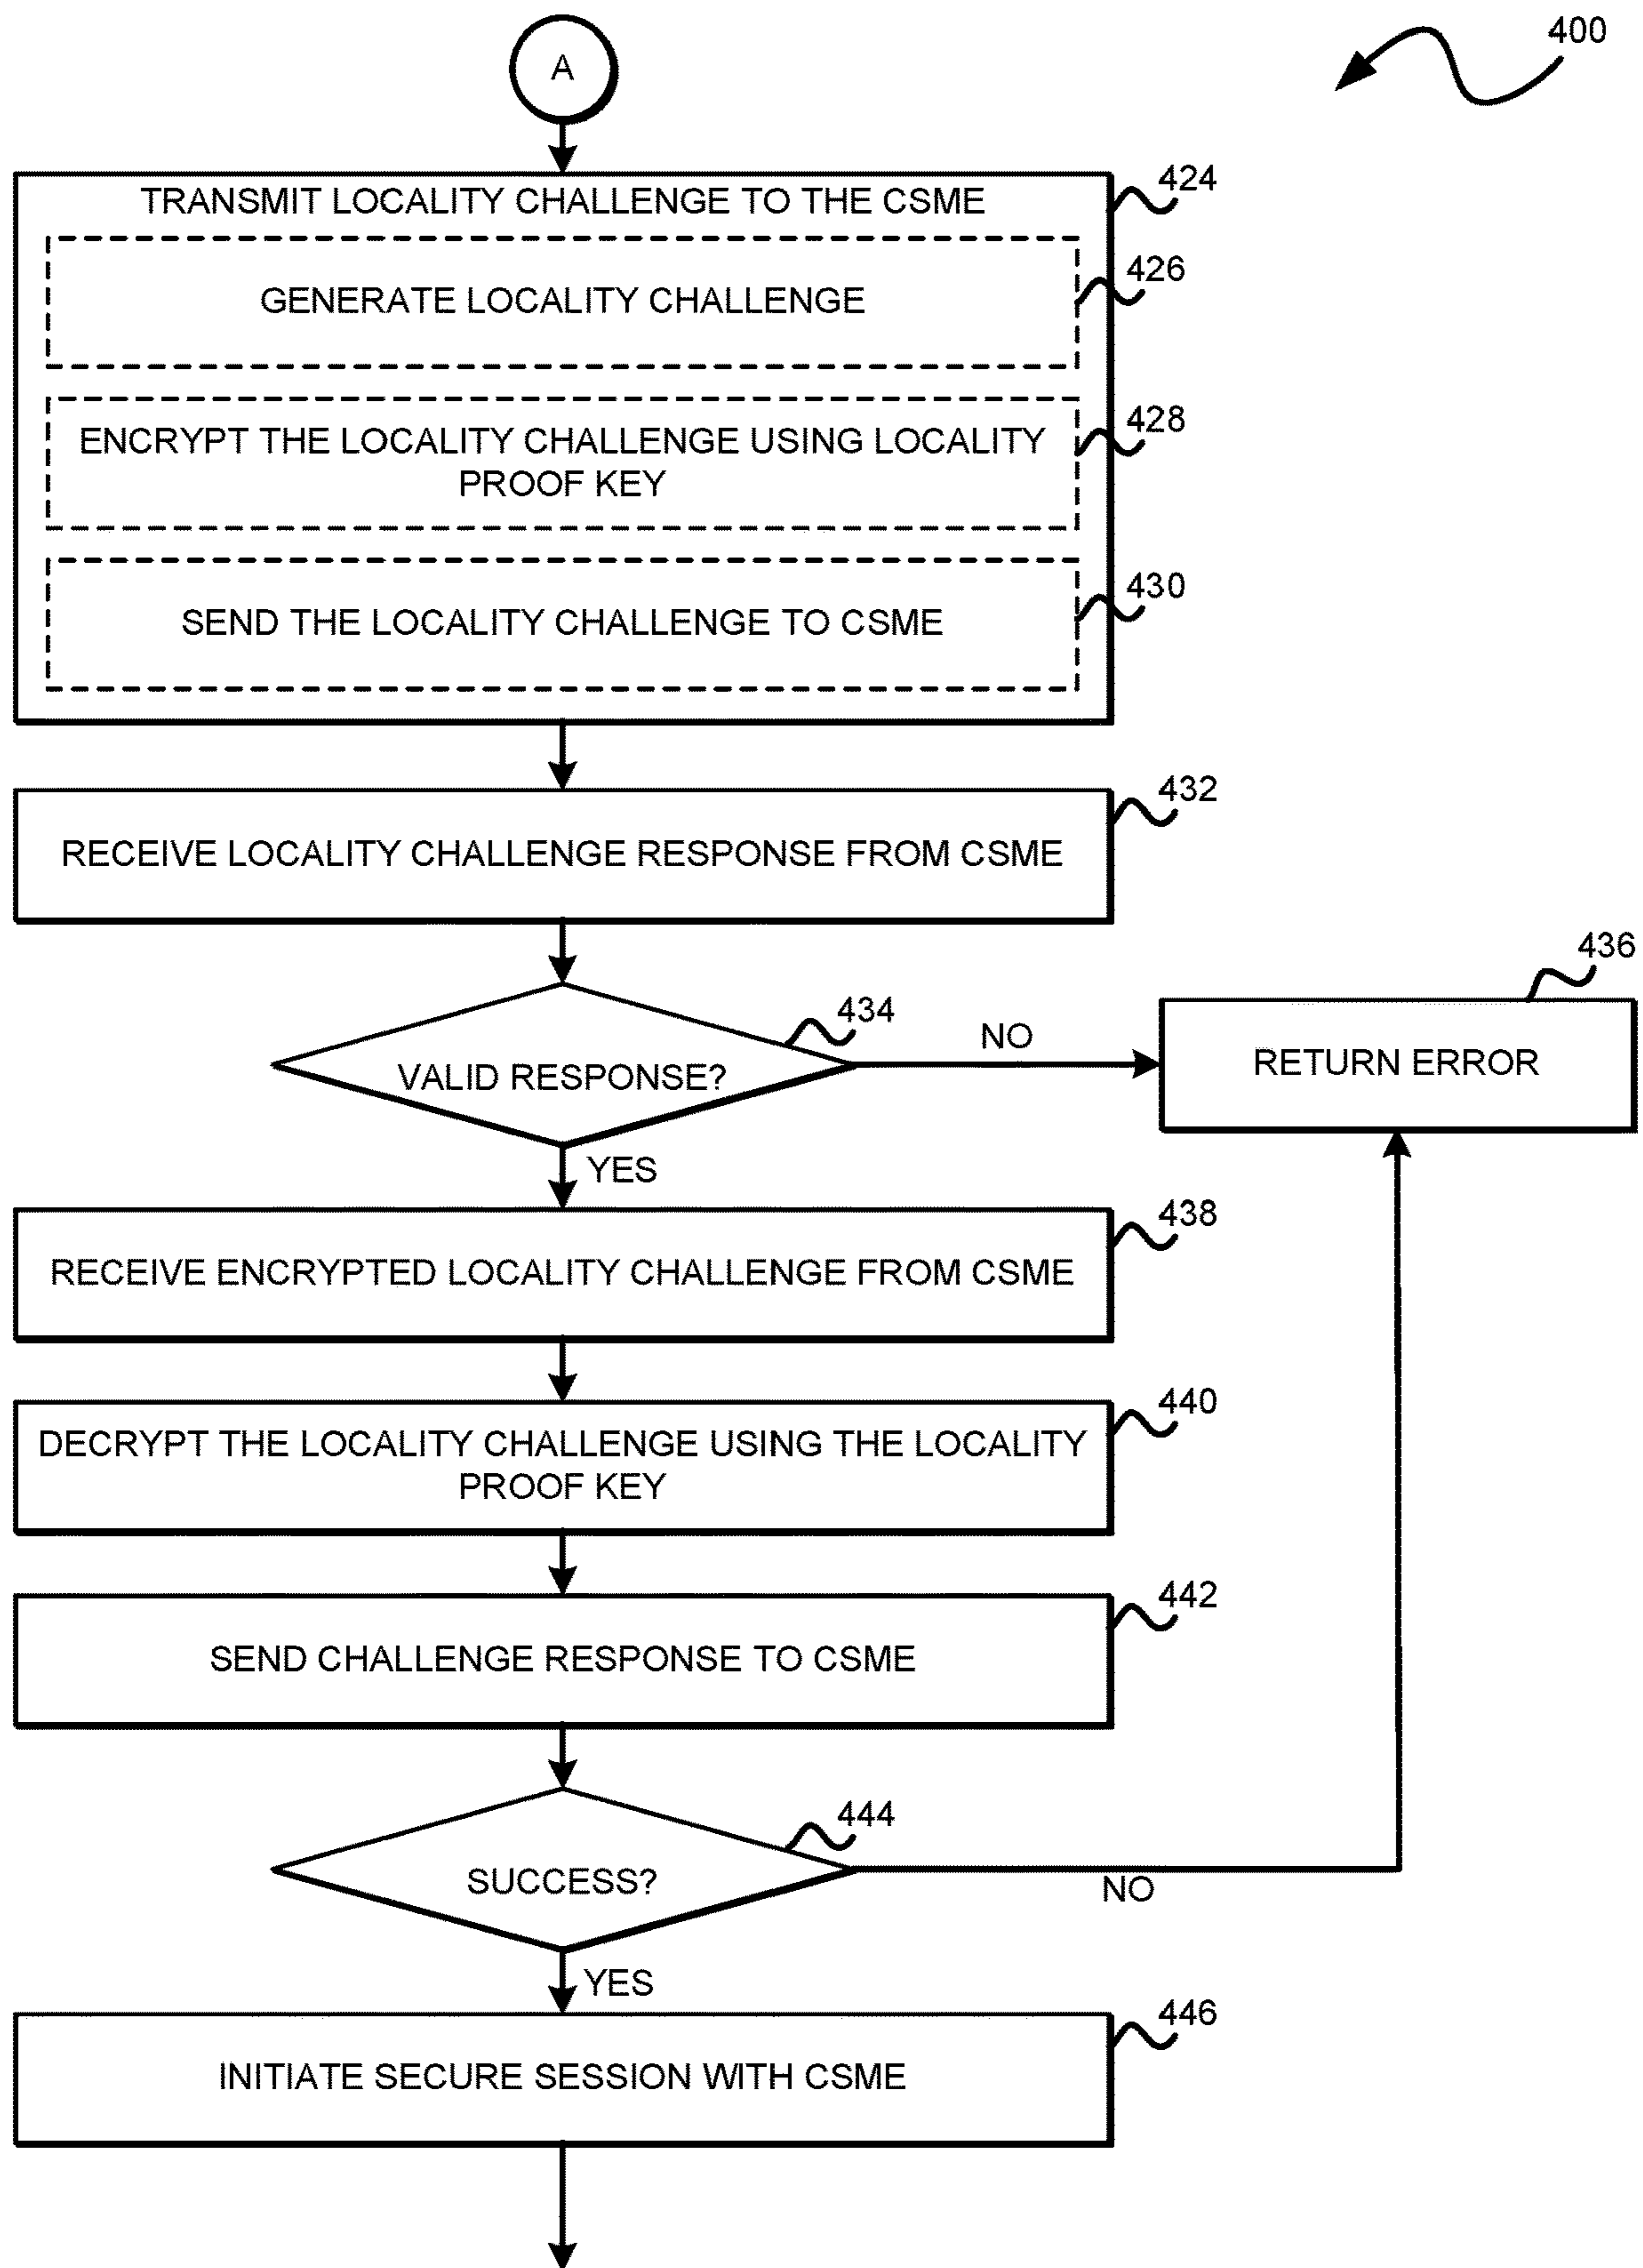 400
A
TRANSMIT LOCALITY CHALLENGE TO THE CSME
424
GENERATE LOCALITY CHALLENGE
426
ENCRYPT THE LOCALITY CHALLENGE USING LOCALITY
PROOF KEY
428
SEND THE LOCALITY CHALLENGE TO CSME
430
RECEIVE LOCALITY CHALLENGE RESPONSE FROM CSME
432
VALID RESPONSE?
434
NO
RETURN ERROR
436
YES
RECEIVE ENCRYPTED LOCALITY CHALLENGE FROM CSME
438
DECRYPT THE LOCALITY CHALLENGE USING THE LOCALITY
PROOF KEY
440
SEND CHALLENGE RESPONSE TO CSME
442
SUCCESS?
444
NO
YES
INITIATE SECURE SESSION WITH CSME
446